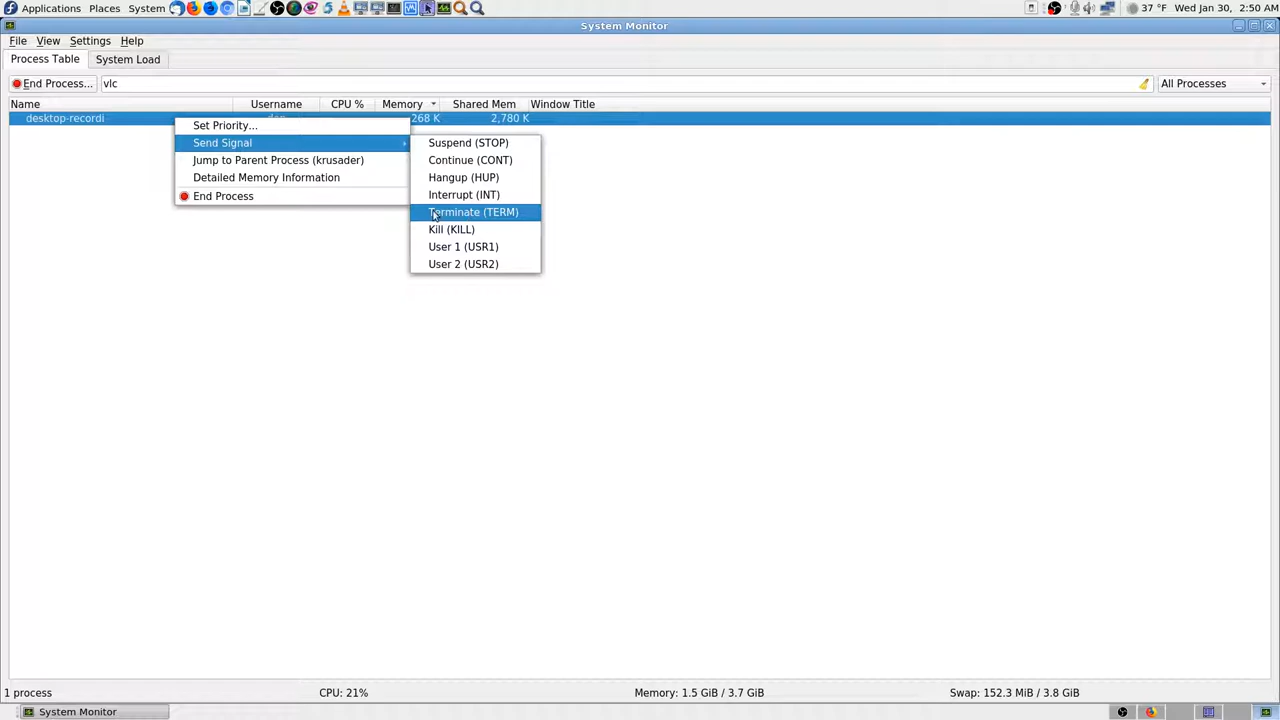 Applications Places System 37 °F Wed Jan 30, 2:50 AM
System Monitor
File View Settings Help
Process Table System Load
End Process... vlc All Processes
Name Username CPU % Memory Shared Mem Window Title
desktop-recordi 268 K 2,780 K
Set Priority...
Send Signal
Jump to Parent Process (krusader)
Detailed Memory Information
End Process
Suspend (STOP)
Continue (CONT)
Hangup (HUP)
Interrupt (INT)
Terminate (TERM)
Kill (KILL)
User 1 (USR1)
User 2 (USR2)
1 process CPU: 21% Memory: 1.5 GiB / 3.7 GiB Swap: 152.3 MiB / 3.8 GiB
System Monitor